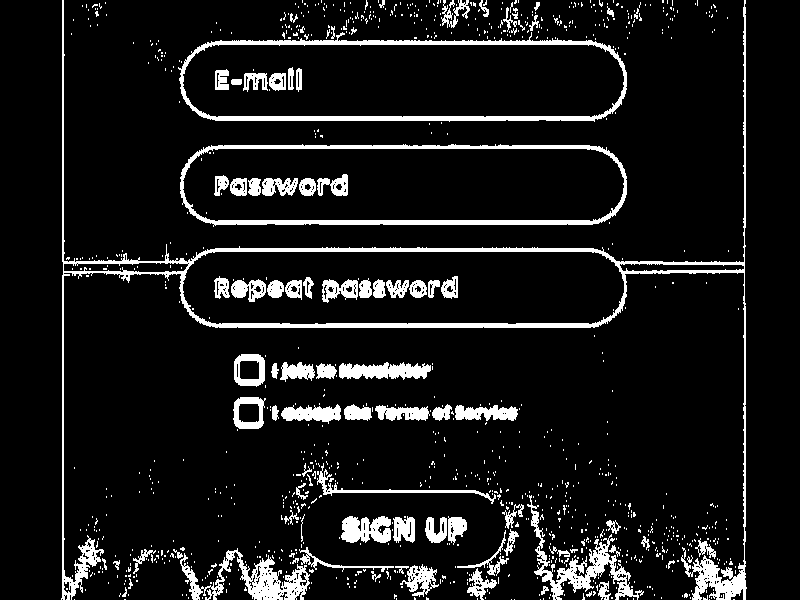 E-mail
Password
Repeat password
I join to Newsletter
I accept the Terms of Service
SIGN UP